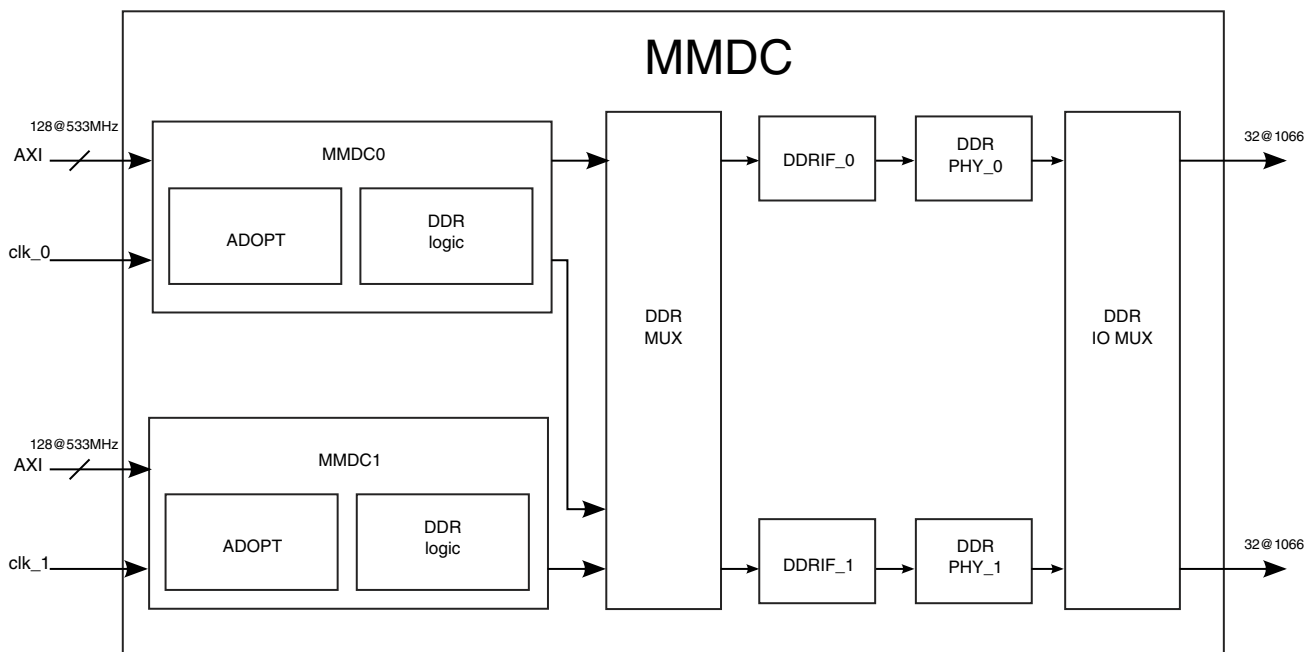 MMDC
128@533MHz
AXI
clk_0
MMDC0
ADOPT
DDR
logic
128@533MHz
AXI
clk_1
MMDC1
ADOPT
DDR
logic
DDR
MUX
DDRIF_0
DDR
PHY_0
DDRIF_1
DDR
PHY_1
DDR
IO MUX
32@1066
32@1066